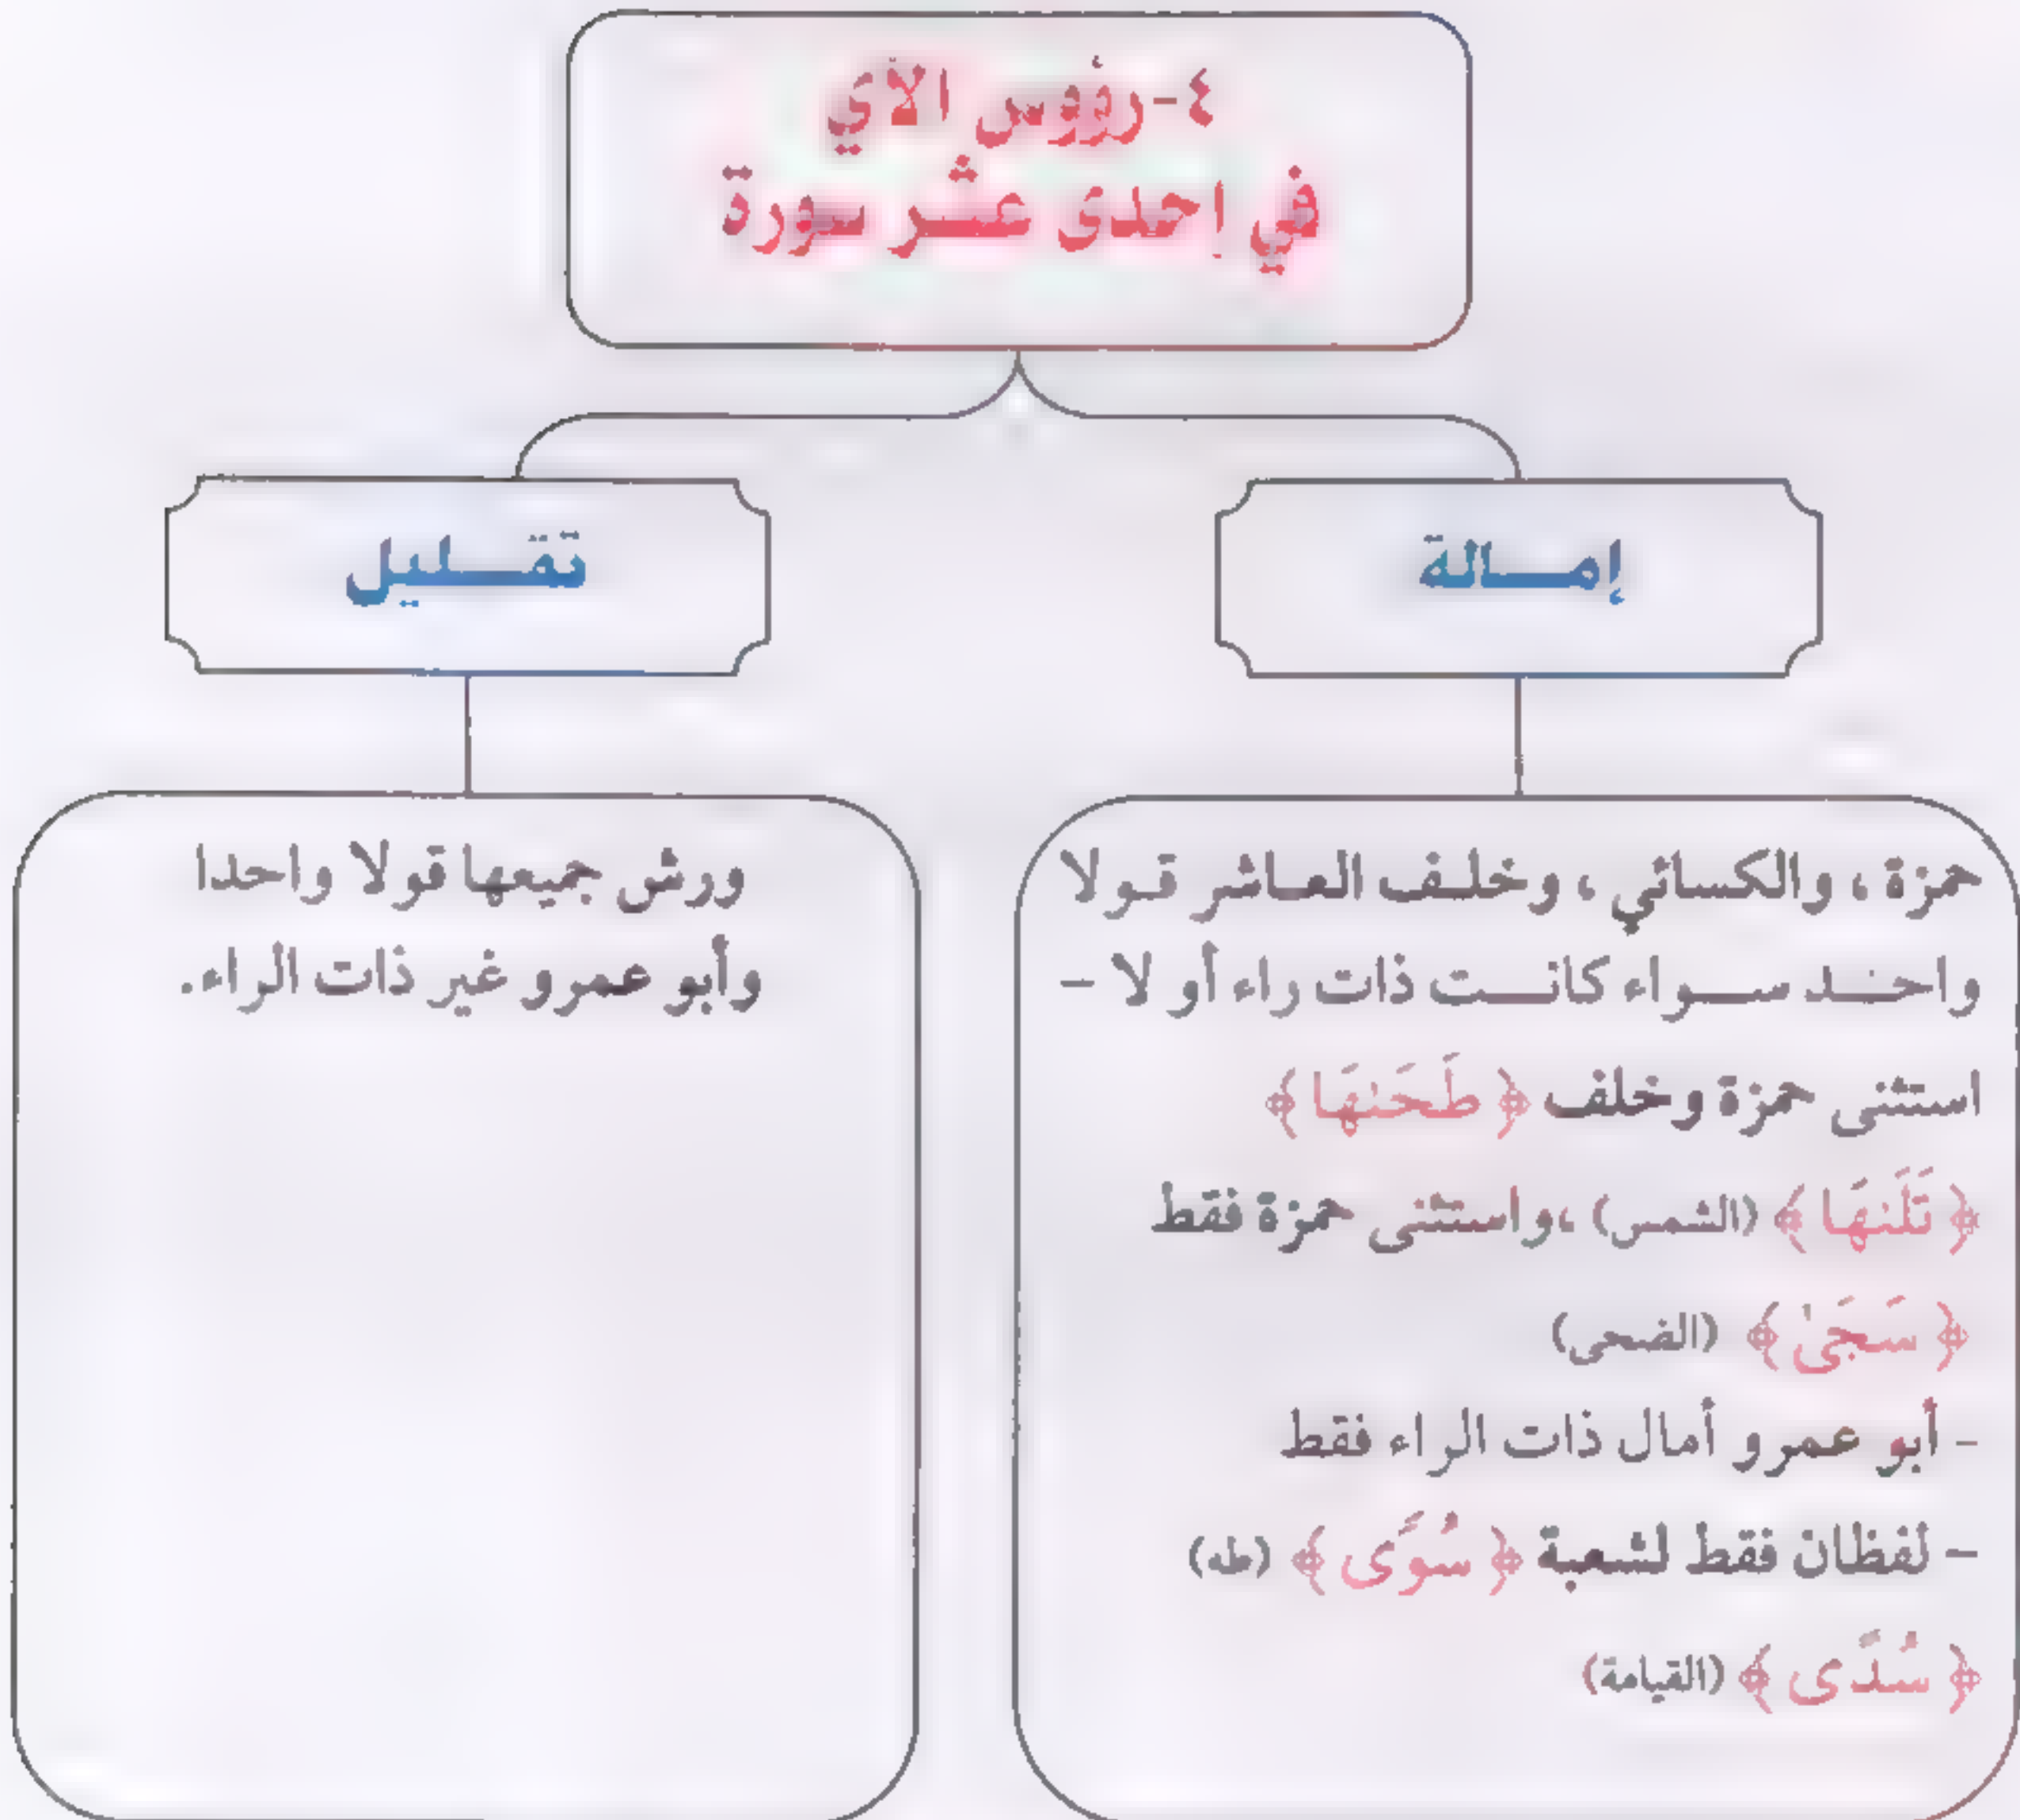 ٤-رؤوس الآي
في إحدى عشر سورة
إمالة
تقليل
حمزة ، والكسائي ، وخلف العاشر قولا
واحد سواء كانت ذات راء أو لا -
استثنى حمزة وخلف ﴿ طَحَىٰهَا ﴾
﴿ تَلَىٰهَا ﴾ (الشمس) ،واستثنى حمزة فقط
﴿ سَجَىٰ ﴾ (الضحى)
- أبو عمرو أمال ذات الراء فقط
- لفظان فقط لشعبة ﴿ سُوًى ﴾ (طه)
﴿ سُدًى ﴾ (القيامة)
ورش جميعها قولا واحدا
وأبو عمرو غير ذات الراء.